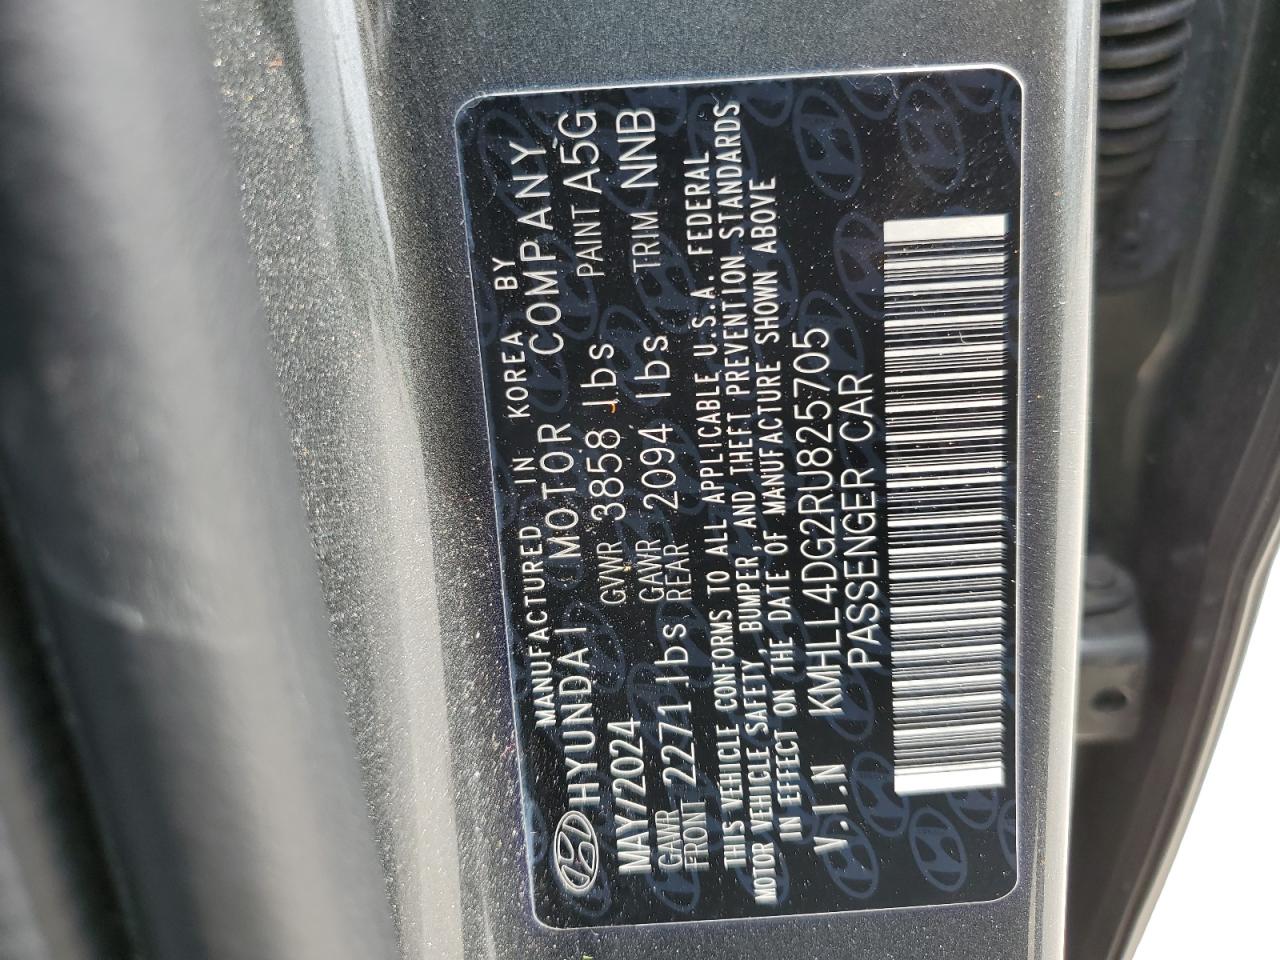 MANUFACTURED IN KOREA BY
HYUNDAI MOTOR COMPANY
MAY/2024 GVWR 3858 lbs PAINT A5G
GAWR FRONT 2271 lbs GAWR REAR 2094 lbs TRIM NNB
THIS VEHICLE CONFORMS TO ALL APPLICABLE U.S.A. FEDERAL
MOTOR VEHICLE SAFETY, BUMPER, AND THEFT PREVENTION STANDARDS
IN EFFECT ON THE DATE OF MANUFACTURE SHOWN ABOVE
V.I.N KMHLL4DG2RU825705
PASSENGER CAR